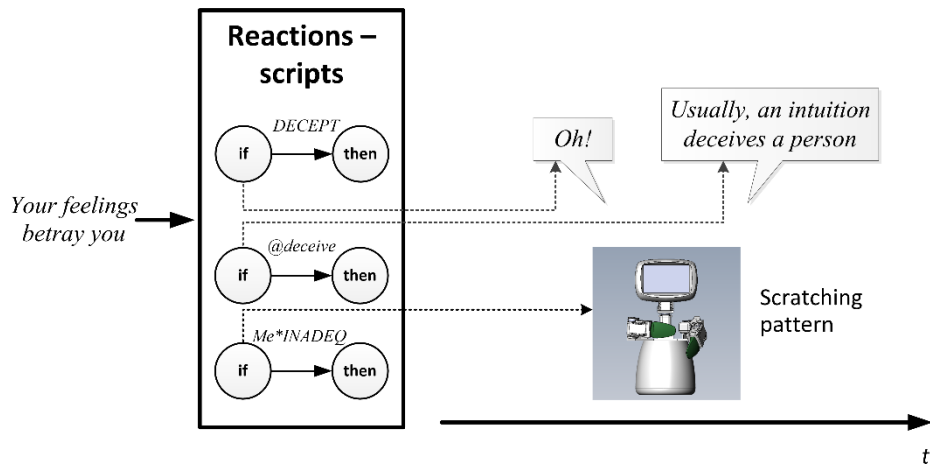 Reactions –
scripts
DECEPT
if
then
Oh!
Usually, an intuition
deceives a person
Your feelings
betray you
@deceive
if
then
Me*INADEQ
if
then
Scratching
pattern
t